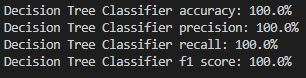 Decision Tree Classifier accuracy: 100.0%
Decision Tree Classifier precision: 100.0%
Decision Tree Classifier recall: 100.0%
Decision Tree Classifier f1 score: 100.0%